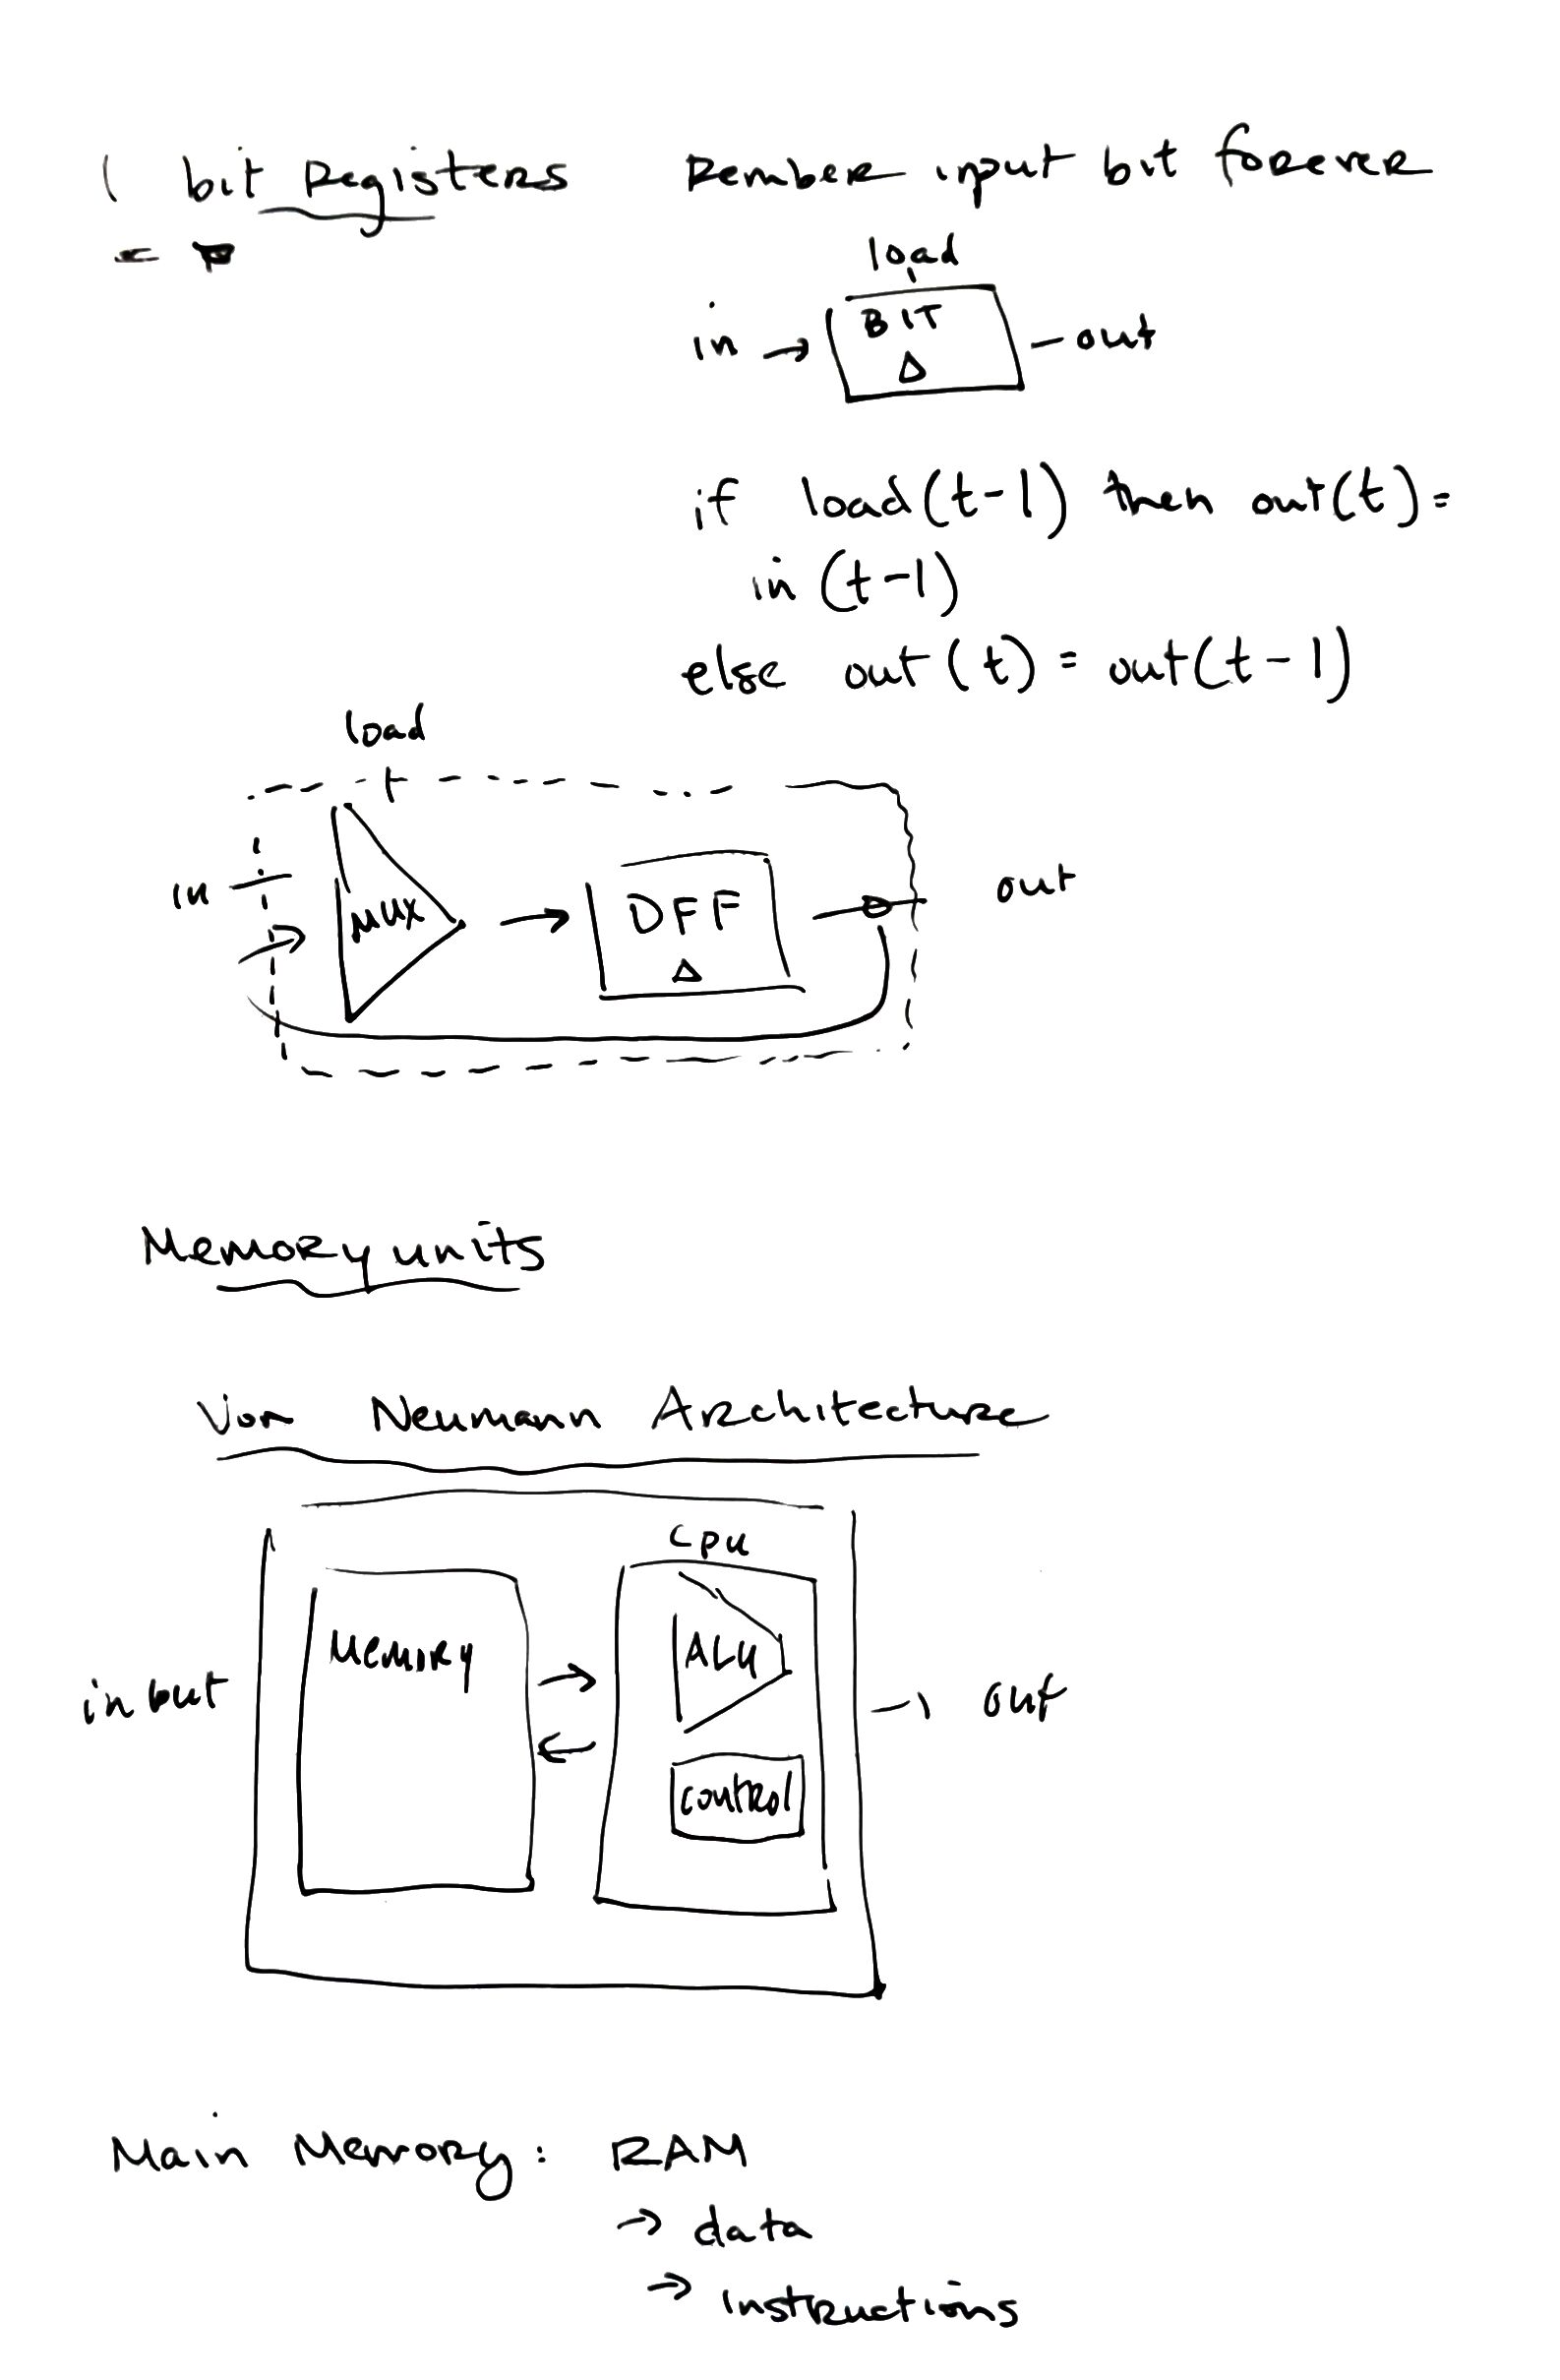 1 bit Registers Rember input bit forever
load
in → BIT - out
Δ
if load(t-1) then out(t)=
in (t-1)
else out(t) = out(t-1)
load
in MUX → DFF out
Δ
Memory units
Von Neumann Architecture
CPU
Memory → ALU
input → out
←
control
Main Memory: RAM
→ data
→ instructions